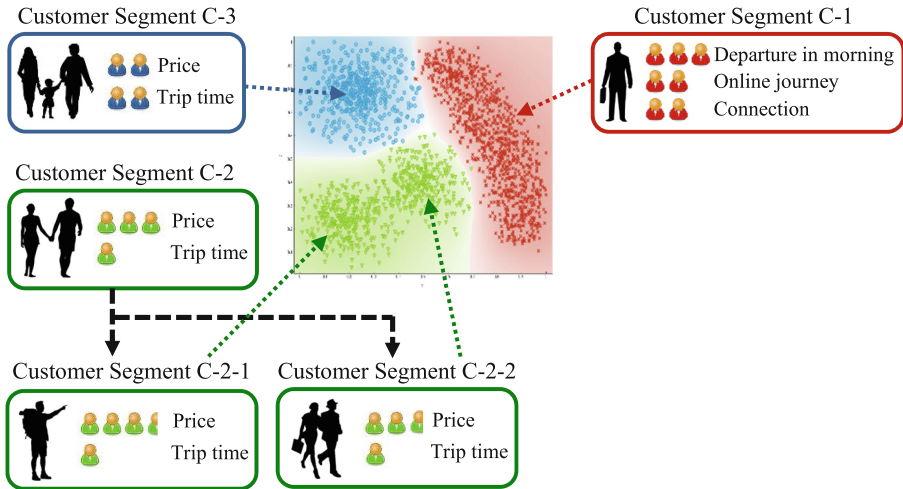 Customer Segment C-3
Price
Trip time
Customer Segment C-1
Departure in morning
Online journey
Connection
Customer Segment C-2
Price
Trip time
Customer Segment C-2-1
Price
Trip time
Customer Segment C-2-2
Price
Trip time